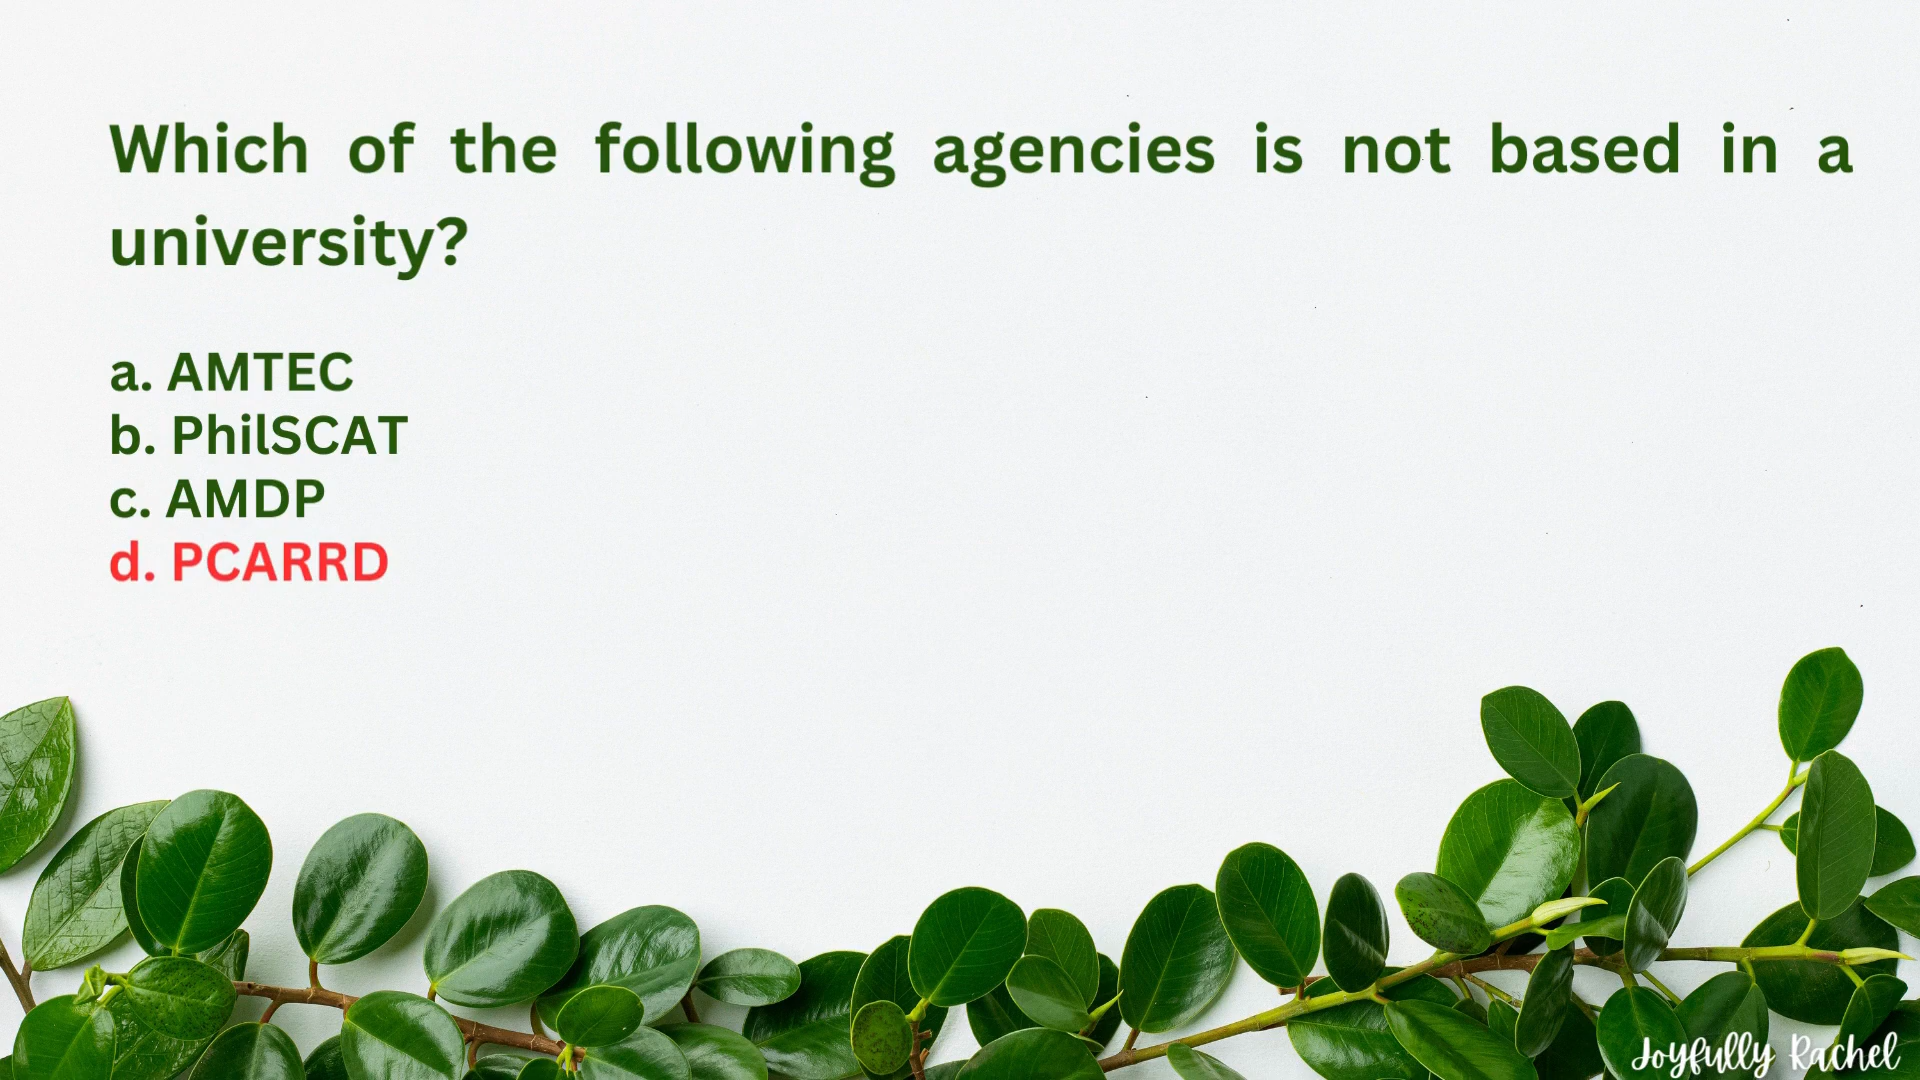 Which of the following agencies is not based in a
university?
a. AMTEC
b. PhilSCAT
c. AMDP
d. PCARRD
Joyfully Rachel